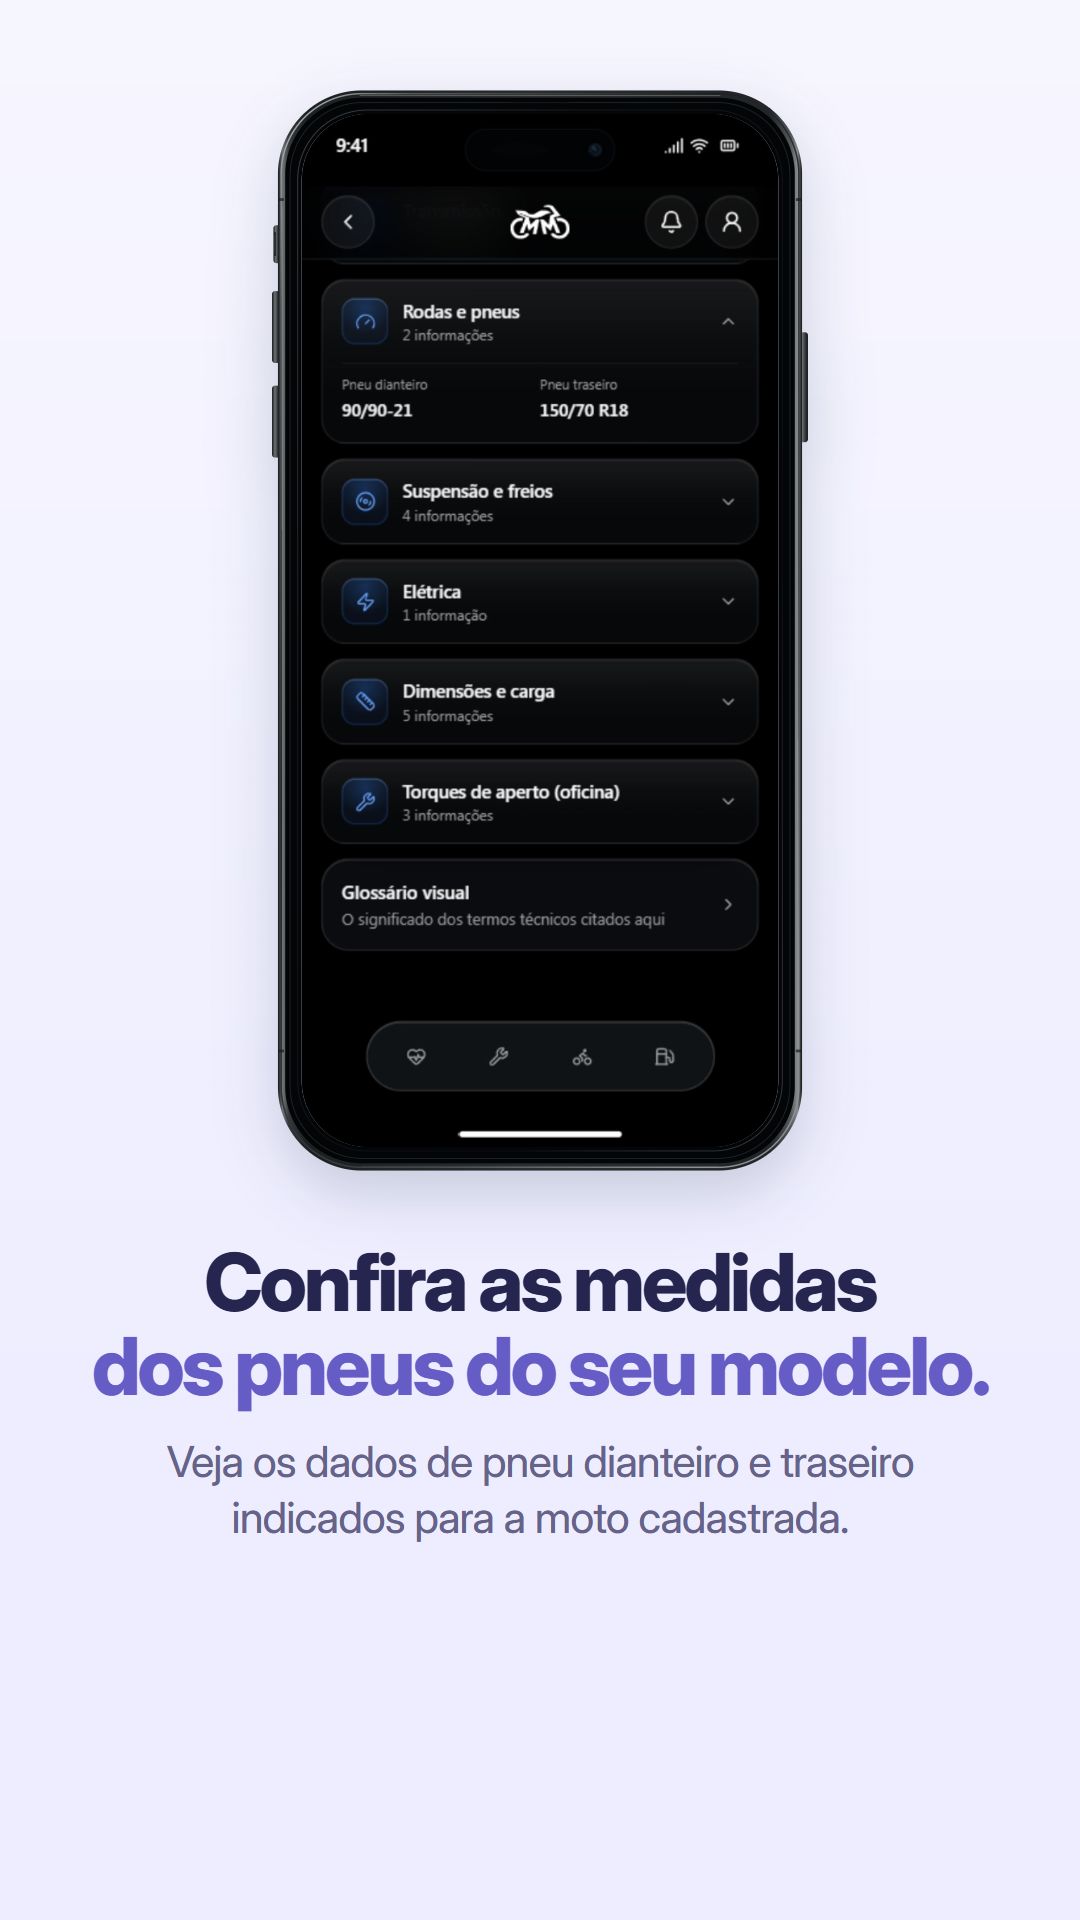 9:41
MM
Rodas e pneus
2 informações
Pneu dianteiro
Pneu traseiro
90/90-21
150/70 R18
Suspensão e freios
4 informações
Elétrica
1 informação
Dimensões e carga
5 informações
Torques de aperto (oficina)
3 informações
Glossário visual
O significado dos termos técnicos citados aqui
Confira as medidas
dos pneus do seu modelo.
Veja os dados de pneu dianteiro e traseiro
indicados para a moto cadastrada.